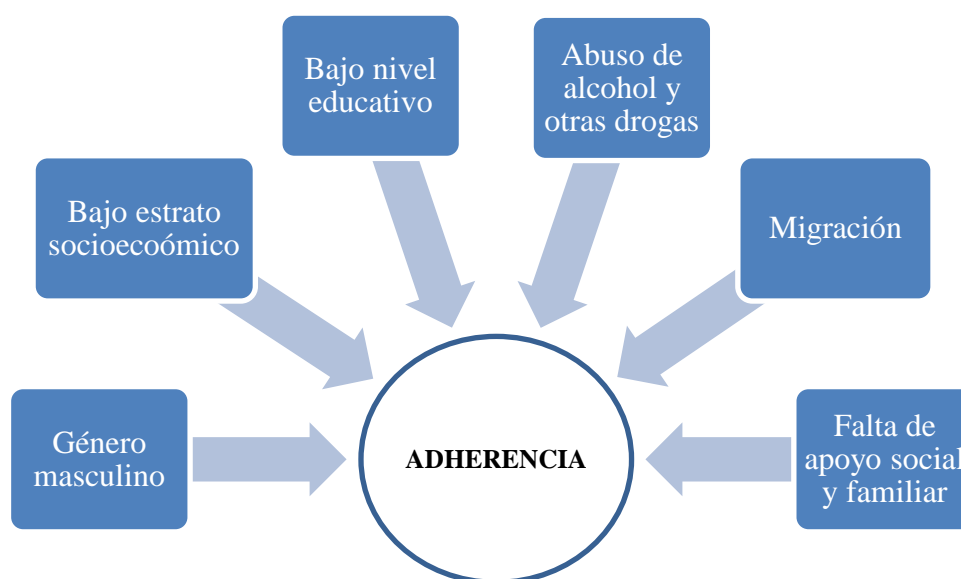 Bajo nivel
educativo
Abuso de
alcohol y
otras drogas
Bajo estrato
socioecoómico
Migración
Género
masculino
ADHERENCIA
Falta de
apoyo social
y familiar